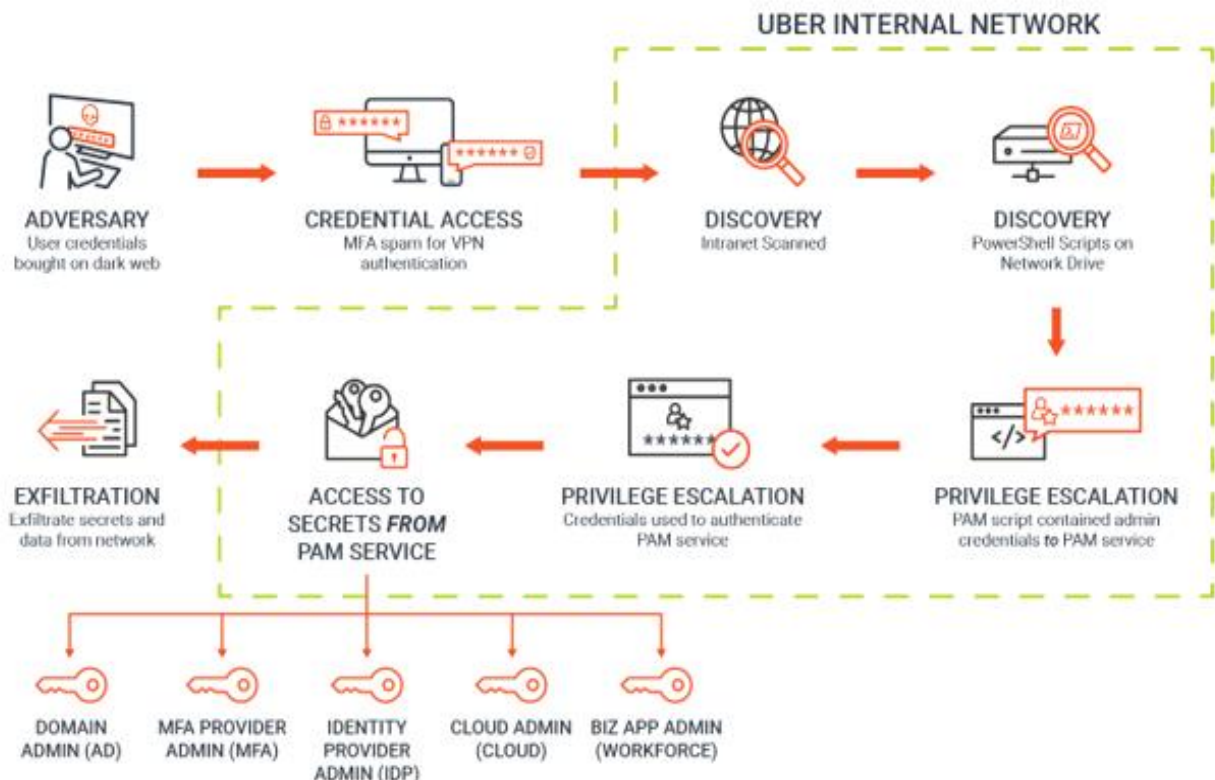 UBER INTERNAL NETWORK
ADVERSARY
User credentials
bought on dark web
******
CREDENTIAL ACCESS
MFA spam for VPN
authentication
******
******
DISCOVERY
Intranet Scanned
DISCOVERY
PowerShell Scripts on
Network Drive
PRIVILEGE ESCALATION
PAM script contained admin
credentials to PAM service
</>
******
PRIVILEGE ESCALATION
Credentials used to authenticate
PAM service
******
ACCESS TO
SECRETS FROM
PAM SERVICE
EXFILTRATION
Exfiltrate secrets and
data from network
DOMAIN
ADMIN (AD)
MFA PROVIDER
ADMIN (MFA)
IDENTITY
PROVIDER
ADMIN (IDP)
CLOUD ADMIN
(CLOUD)
BIZ APP ADMIN
(WORKFORCE)